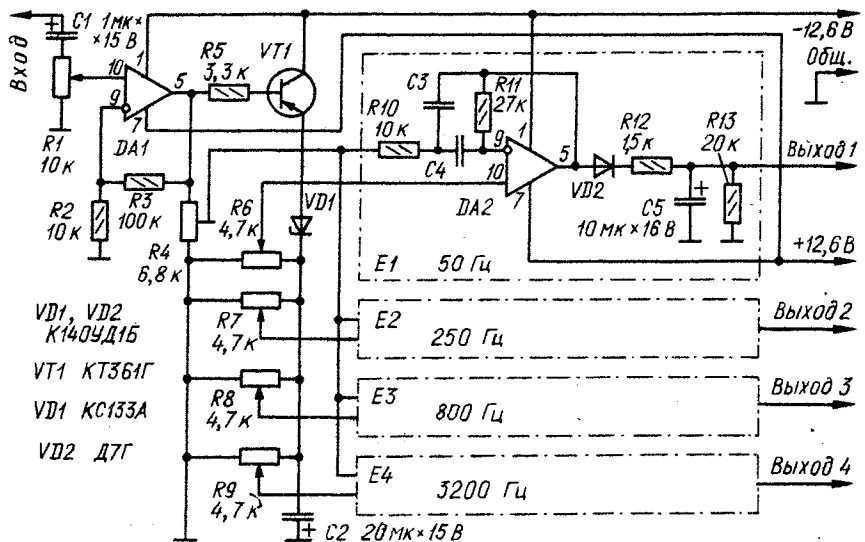 C1 1мк×
×15 В
Вход
R1
10 к
10
1
9
7
5
DA1
R5
3,3 к
VT1
R2
10 к
R3
100 к
R4
6,8 к
R6
4,7 к
VD1
R10
10 к
C3
C4
R11
27 к
9
1
10
7
5
DA2
VD2
R12
1,5 к
R13
20 к
C5
10 мк × 16 В
E1 50 Гц
-12,6 В
Общ.
Выход 1
+12,6 В
VD1, VD2
К140УД1Б
VT1 КТ361Г
VD1 КС133А
VD2 Д7Г
R7
4,7 к
E2
250 Гц
Выход 2
R8
4,7 к
E3
800 Гц
Выход 3
R9
4,7 к
E4
3200 Гц
Выход 4
C2 20 мк × 15 В